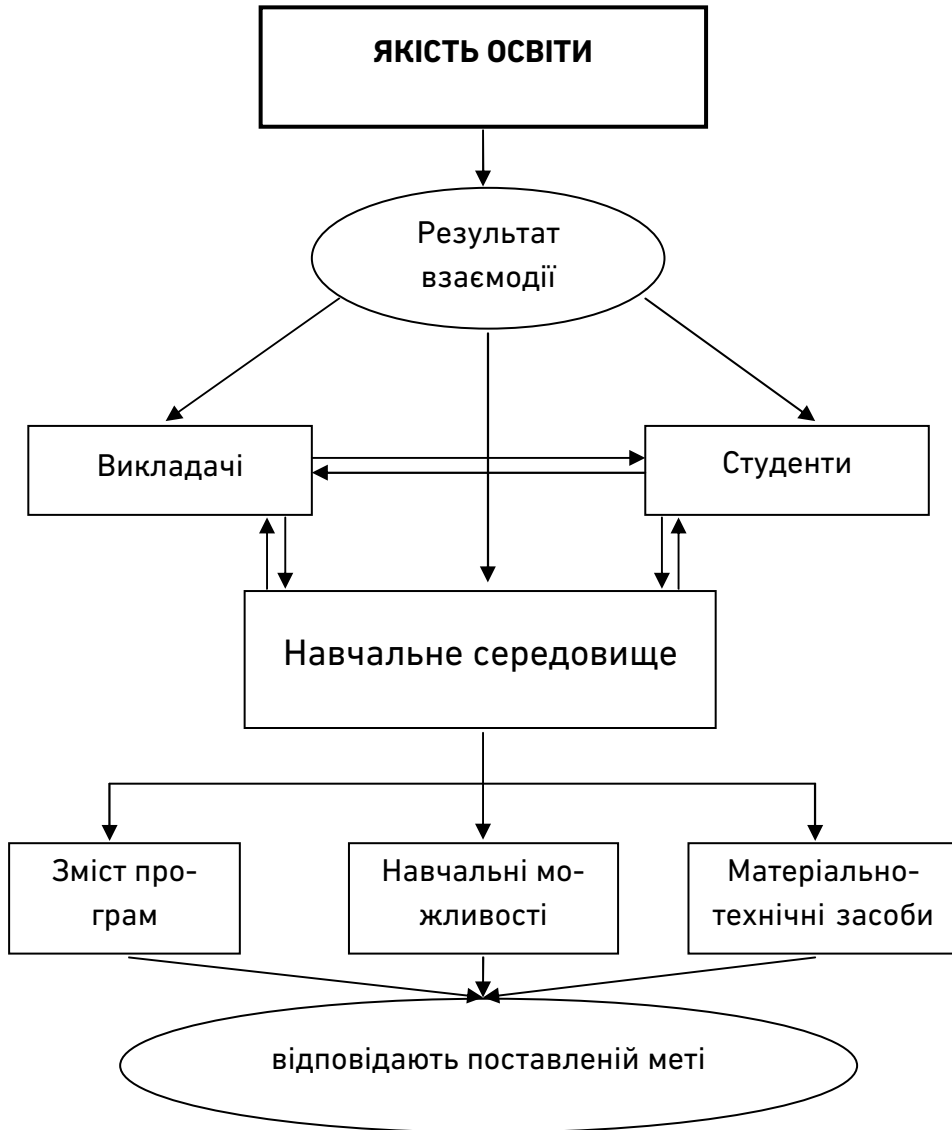 ЯКІСТЬ ОСВІТИ
Результат
взаємодії
Викладачі
Студенти
Навчальне середовище
Зміст про-
грам
Навчальні мо-
жливості
Матеріально-
технічні засоби
відповідають поставленій меті